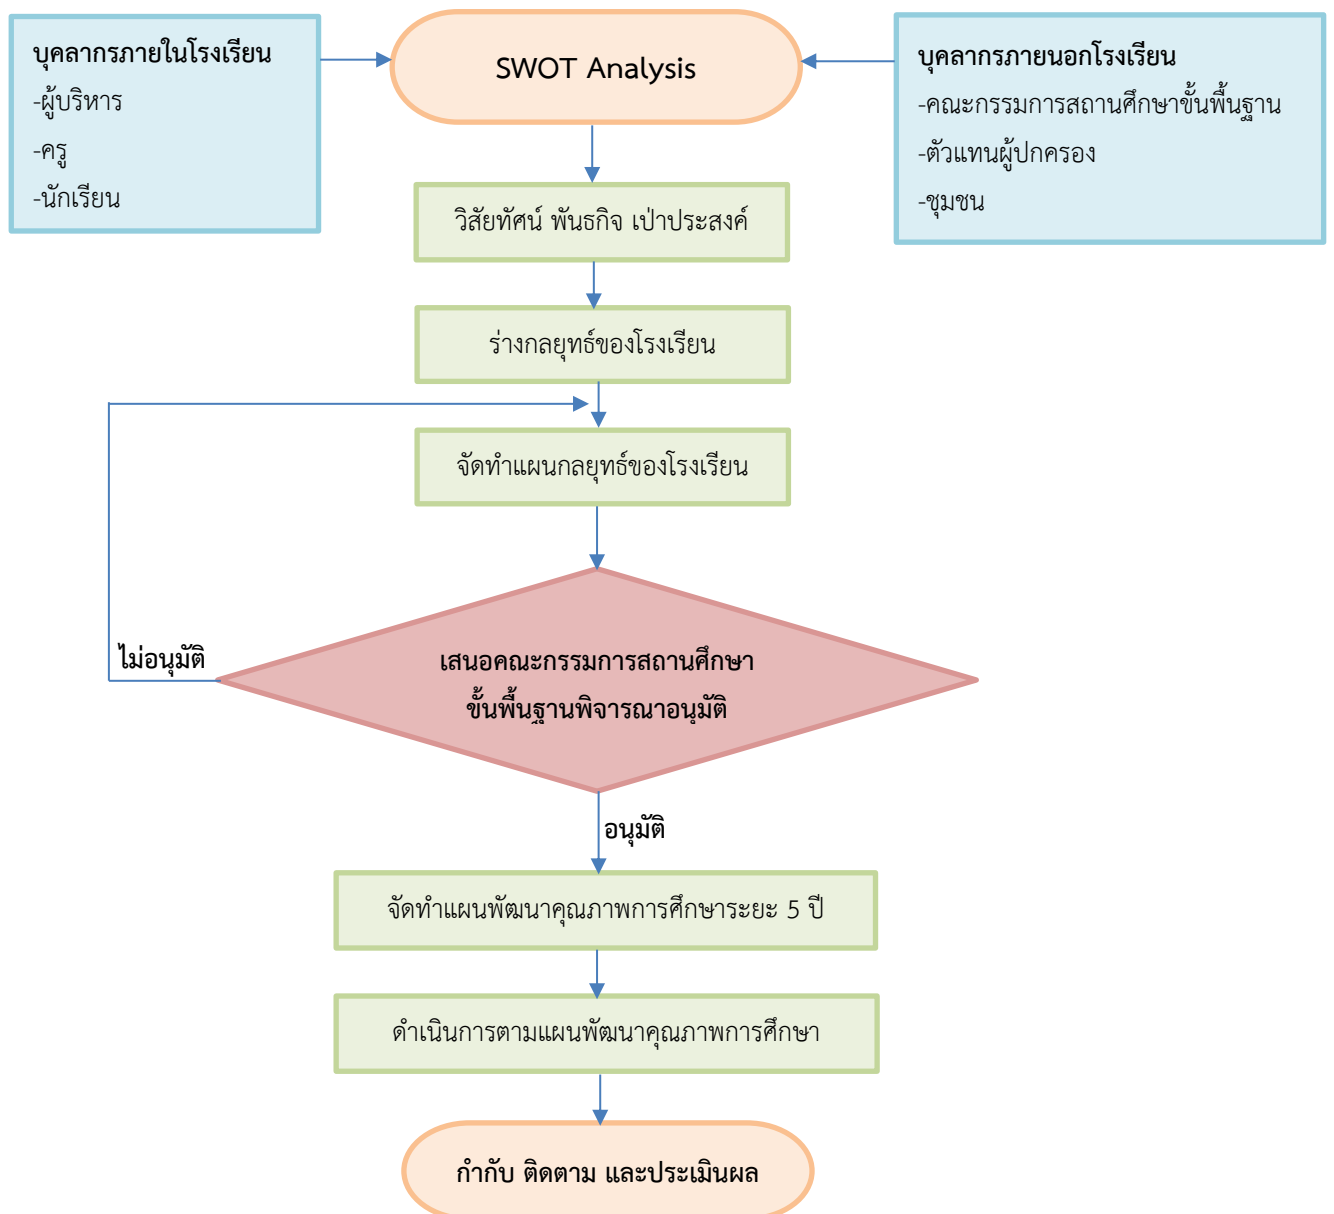 บุคลากรภายในโรงเรียน
-ผู้บริหาร
-ครู
-นักเรียน
SWOT Analysis
บุคลากรภายนอกโรงเรียน
-คณะกรรมการสถานศึกษาขั้นพื้นฐาน
-ตัวแทนผู้ปกครอง
-ชุมชน
วิสัยทัศน์ พันธกิจ เป่าประสงค์
ร่างกลยุทธ์ของโรงเรียน
จัดทำแผนกลยุทธ์ของโรงเรียน
ไม่อนุมัติ
เสนอคณะกรรมการสถานศึกษา
ขั้นพื้นฐานพิจารณาอนุมัติ
อนุมัติ
จัดทำแผนพัฒนาคุณภาพการศึกษาระยะ 5 ปี
ดำเนินการตามแผนพัฒนาคุณภาพการศึกษา
กำกับ ติดตาม และประเมินผล